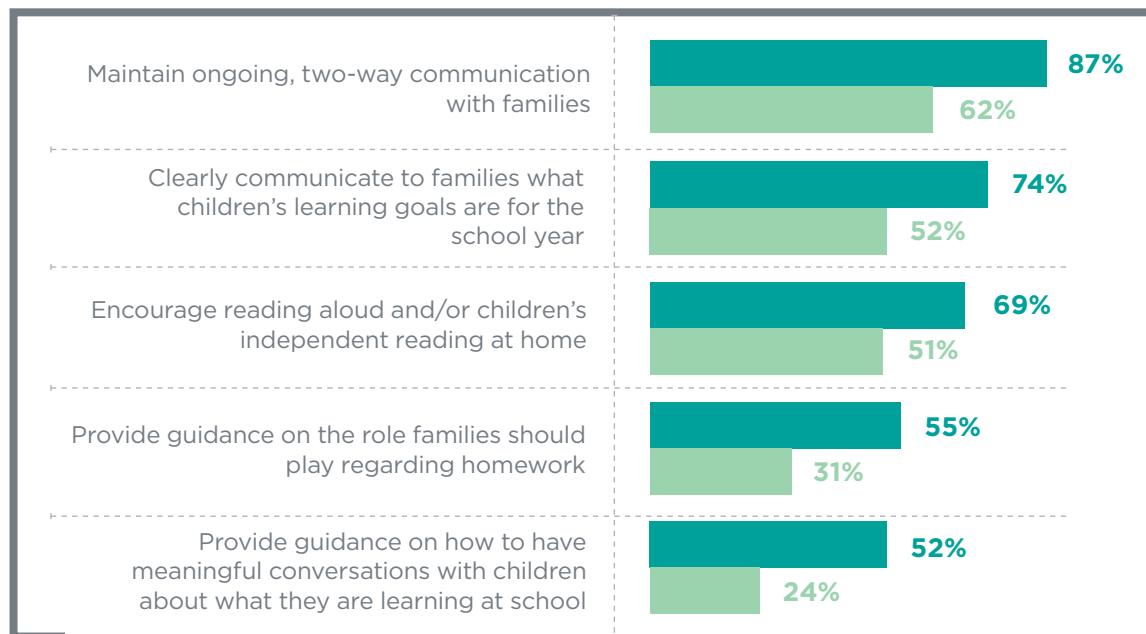 Maintain ongoing, two-way communication
with families
87%
62%
Clearly communicate to families what
children’s learning goals are for the
school year
74%
52%
Encourage reading aloud and/or children’s
independent reading at home
69%
51%
Provide guidance on the role families should
play regarding homework
55%
31%
Provide guidance on how to have
meaningful conversations with children
about what they are learning at school
52%
24%